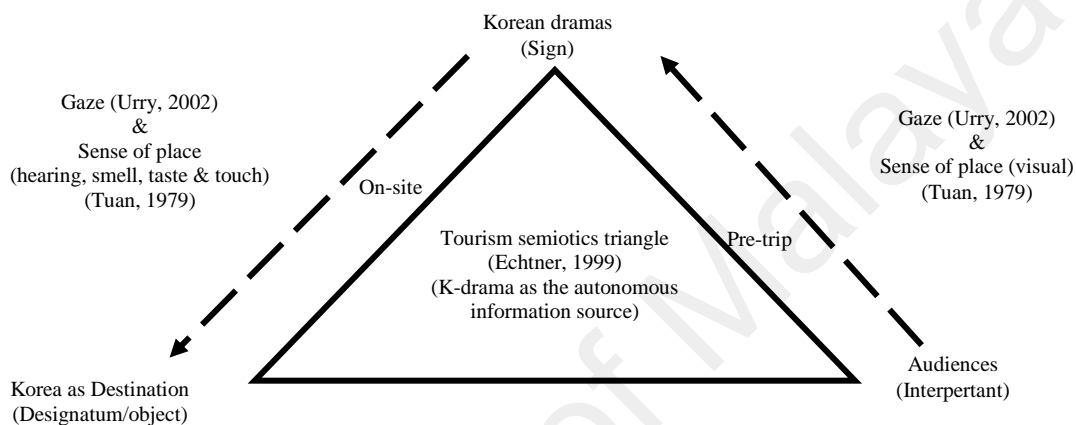 Korean dramas
(Sign)
Gaze (Urry, 2002)
&
Sense of place
(hearing, smell, taste & touch)
(Tuan, 1979)
Gaze (Urry, 2002)
&
Sense of place (visual)
(Tuan, 1979)
On-site
Pre-trip
Tourism semiotics triangle
(Echtner, 1999)
(K-drama as the autonomous
information source)
Korea as Destination
(Designatum/object)
Audiences
(Interpertant)
of Malaya